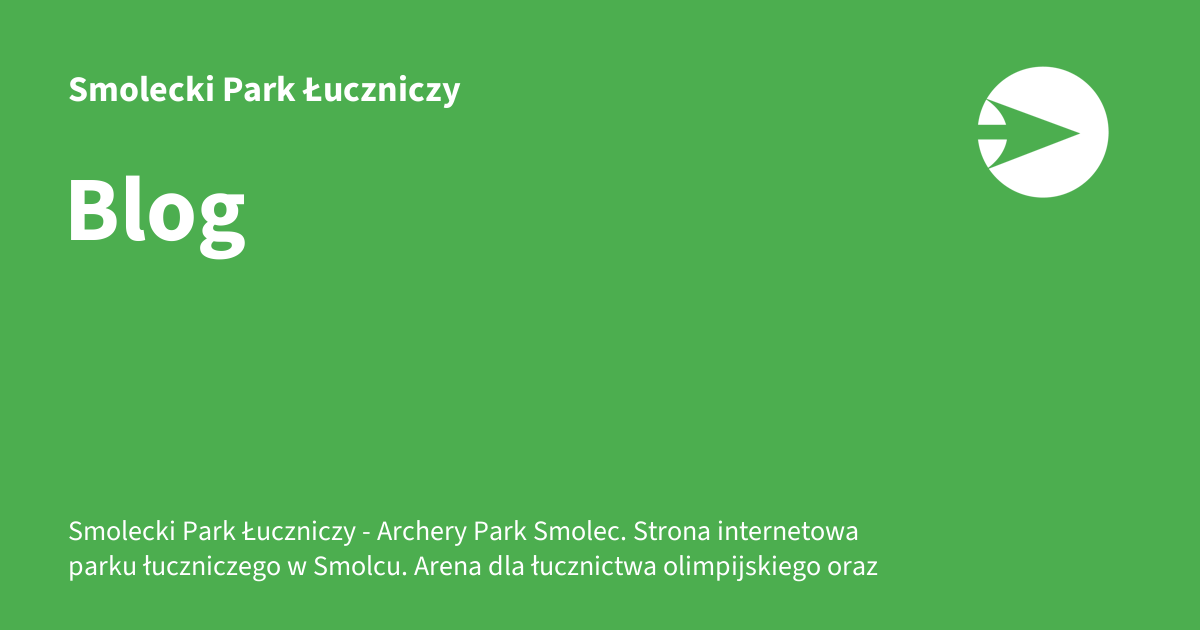 Smolecki Park Łuczniczy
Blog
Smolecki Park Łuczniczy - Archery Park Smolec. Strona internetowa
parku łuczniczego w Smolcu. Arena dla łucznictwa olimpijskiego oraz